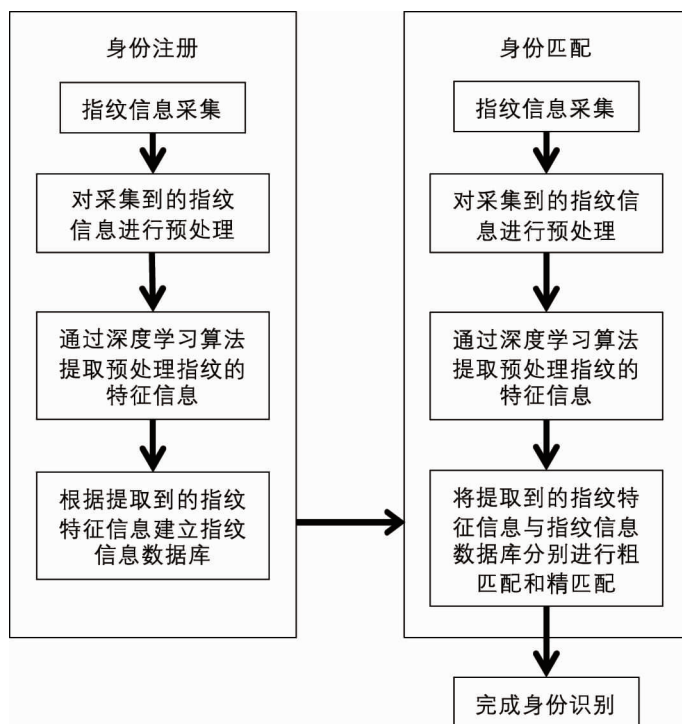 身份注册
指纹信息采集
对采集到的指纹
信息进行预处理
通过深度学习算法
提取预处理指纹的
特征信息
根据提取到的指纹
特征信息建立指纹
信息数据库
身份匹配
指纹信息采集
对采集到的指纹信
息进行预处理
通过深度学习算法
提取预处理指纹的
特征信息
将提取到的指纹特
征信息与指纹信息
数据库分别进行粗
匹配和精匹配
完成身份识别